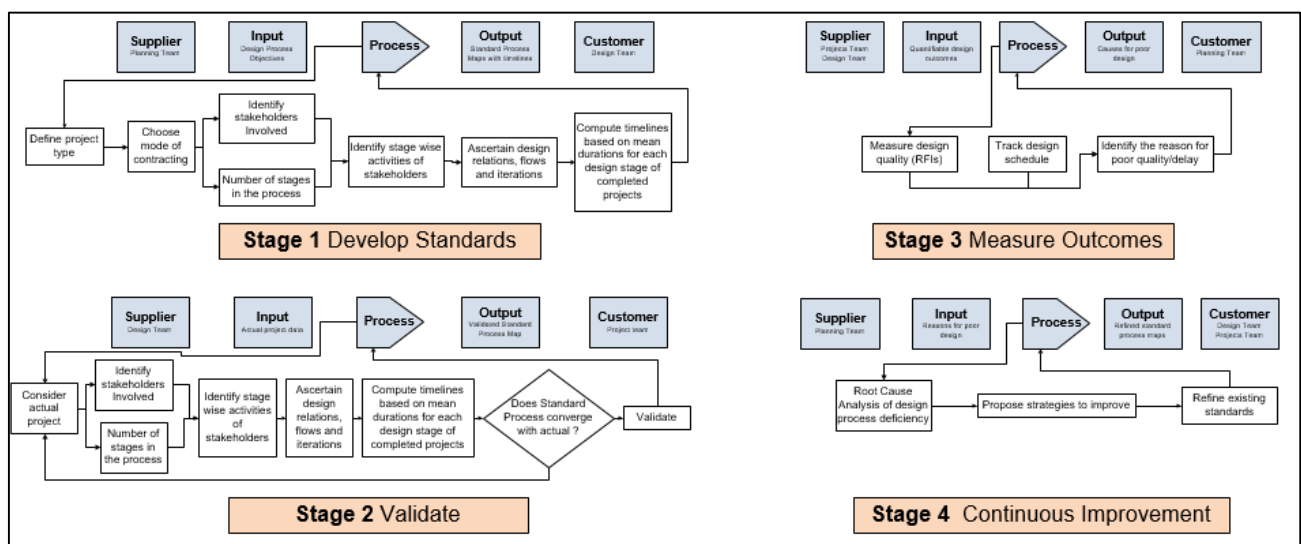 Supplier
Planning Team
Input
Design Process
Objectives
Process
Output
Standard Process
Maps with timelines
Customer
Design Team
Define project
type
Choose
mode of
contracting
Identify
stakeholders
Involved
Number of stages
in the process
Identify stage wise
activities of
stakeholders
Ascertain design
relations, flows
and iterations
Compute timelines
based on mean
durations for each
design stage of
completed
projects
Stage 1 Develop Standards
Supplier
Projects Team
Design Team
Input
Quantifiable design
outcomes
Process
Output
Causes for poor
design
Customer
Planning Team
Measure design
quality (RFIs)
Track design
schedule
Identify the reason for
poor quality/delay
Stage 3 Measure Outcomes
Supplier
Design Team
Input
Actual project data
Process
Output
Validated Standard
Process Map
Customer
Project team
Consider
actual
project
Identify
stakeholders
Involved
Number of
stages in
the process
Identify stage
wise activities
of stakeholders
Ascertain
design
relations,
flows and
iterations
Compute timelines
based on mean
durations for each
design stage of
completed projects
Does Standard
Process converge
with actual ?
Validate
Stage 2 Validate
Supplier
Planning Team
Input
Reasons for poor
design
Process
Output
Refined standard
process maps
Customer
Design Team
Projects Team
Root Cause
Analysis of design
process deficiency
Propose strategies to improve
Refine existing
standards
Stage 4 Continuous Improvement